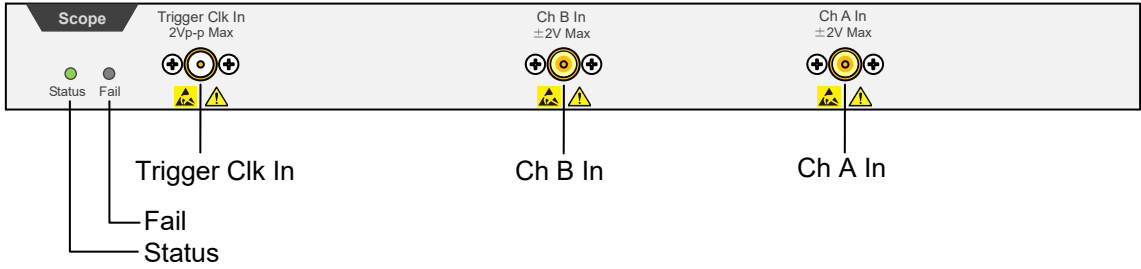 Scope
Trigger Clk In
2Vp-p Max
Ch B In
±2V Max
Ch A In
±2V Max
Status
Fail
Trigger Clk In
Ch B In
Ch A In
Fail
Status